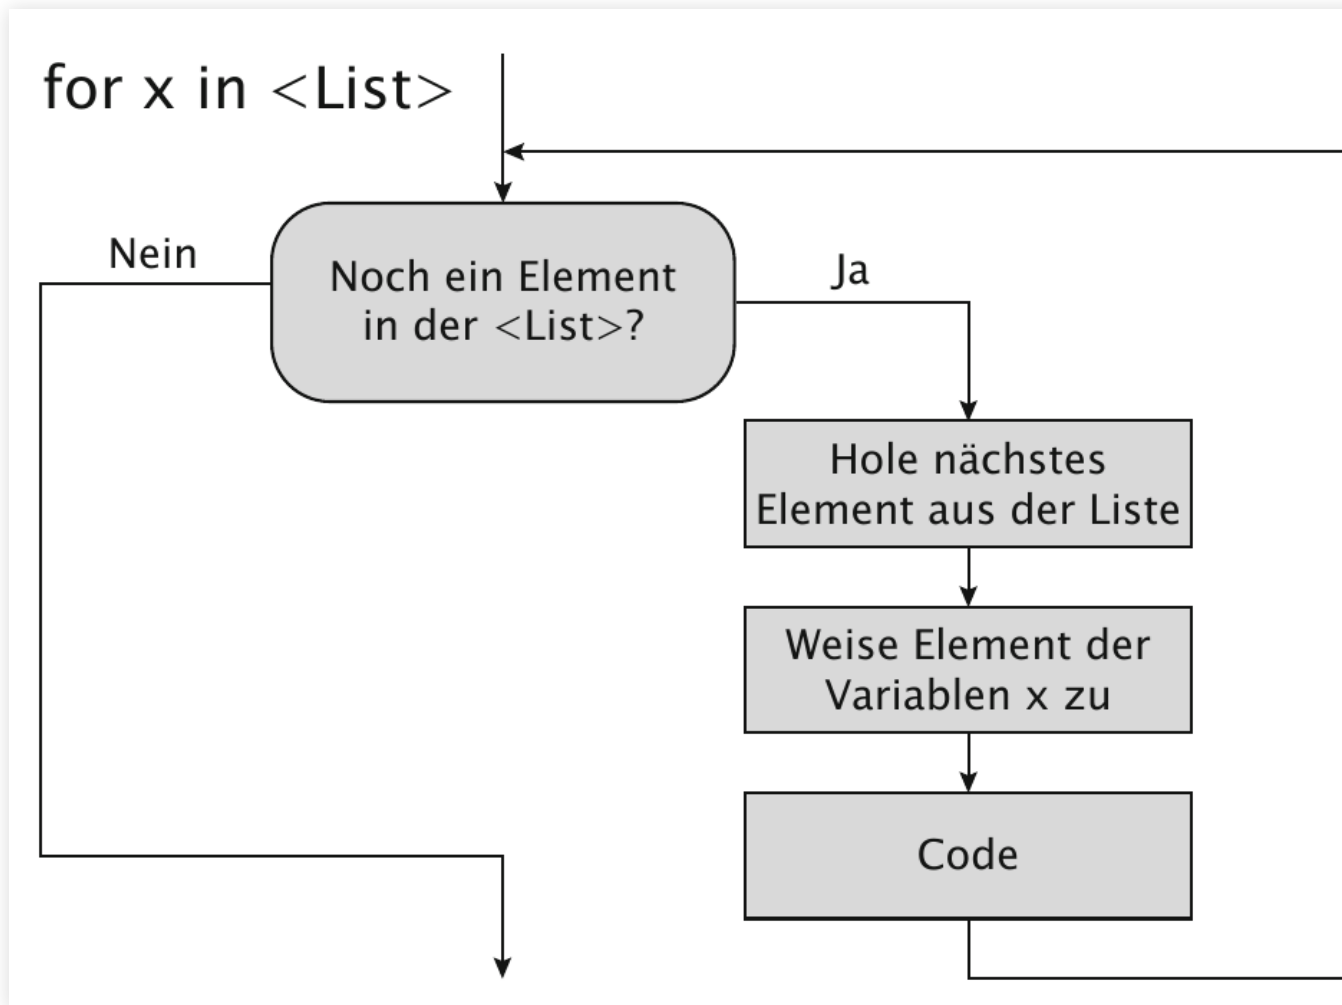 for x in <List>
Nein
Noch ein Element
in der <List>?
Ja
Hole nächstes
Element aus der Liste
Weise Element der
Variablen x zu
Code